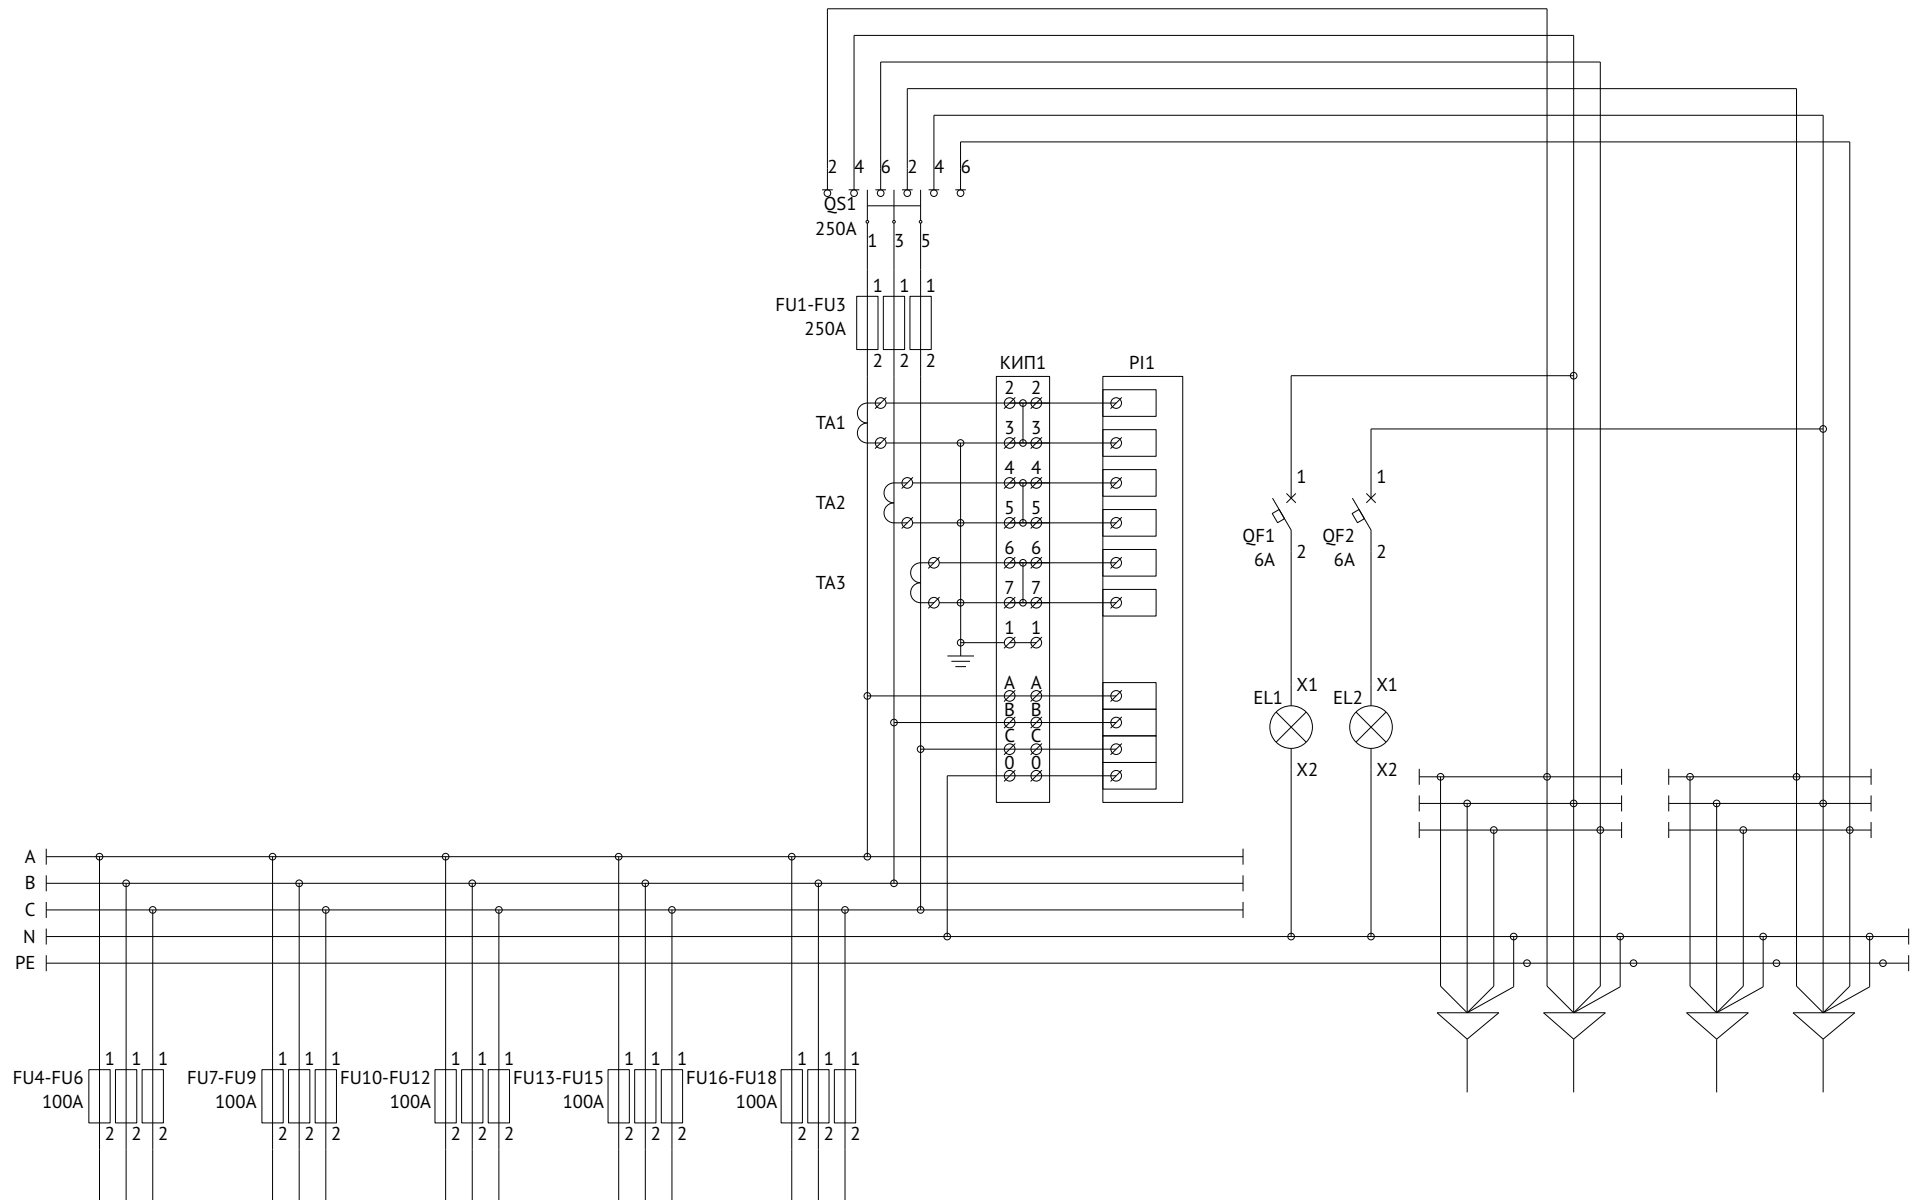 2 4 6 2 4 6
QS1
250A
1 3 5
1 1 1
FU1-FU3
250A
2 2 2
КИП1
PI1
2 2
TA1
3 3
4 4
TA2
5 5
6 6
TA3
7 7
1 1
A A
B B
C C
0 0
1 1
QF1
6A
2
QF2
6A
2
X1 X1
EL1 EL2
X2 X2
A
B
C
N
PE
1 1 1 1 1 1 1 1 1 1 1 1 1 1 1
FU4-FU6
100A
FU7-FU9
100A
FU10-FU12
100A
FU13-FU15
100A
FU16-FU18
100A
2 2 2 2 2 2 2 2 2 2 2 2 2 2 2